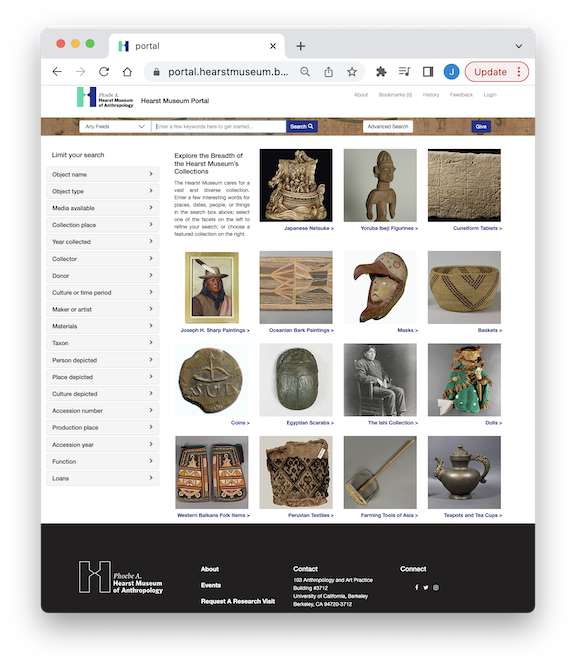 portal
portal.hearstmuseum.b...
J
Update
Phoebe A.
Hearst Museum
of Anthropology
Hearst Museum Portal
About
Bookmarks (0)
History
Feedback
Login
Any Fields
Enter a few keywords here to get started...
Search
Advanced Search
Give
Limit your search
Object name
Object type
Media available
Collection place
Year collected
Collector
Donor
Culture or time period
Maker or artist
Materials
Taxon
Person depicted
Place depicted
Culture depicted
Accession number
Production place
Accession year
Function
Loans
Explore the Breadth of
the Hearst Museum's
Collections
The Hearst Museum cares for a
vast and diverse collection.
Enter a few interesting words for
places, dates, people, or things
in the search box above; select
one of the facets on the left to
refine your search; or choose a
featured collection on the right.
Japanese Netsuke >
Yoruba Ibeji Figurines >
Cuneiform Tablets >
Joseph H. Sharp Paintings >
Oceanian Bark Paintings >
Masks >
Baskets >
Coins >
Egyptian Scarabs >
The Ishi Collection >
Dolls >
Western Balkans Folk Items >
Peruvian Textiles >
Farming Tools of Asia >
Teapots and Tea Cups >
Phoebe A.
Hearst Museum
of Anthropology
About
Events
Request A Research Visit
Contact
103 Anthropology and Art Practice
Building #3712
University of California, Berkeley
Berkeley, CA 94720-3712
Connect